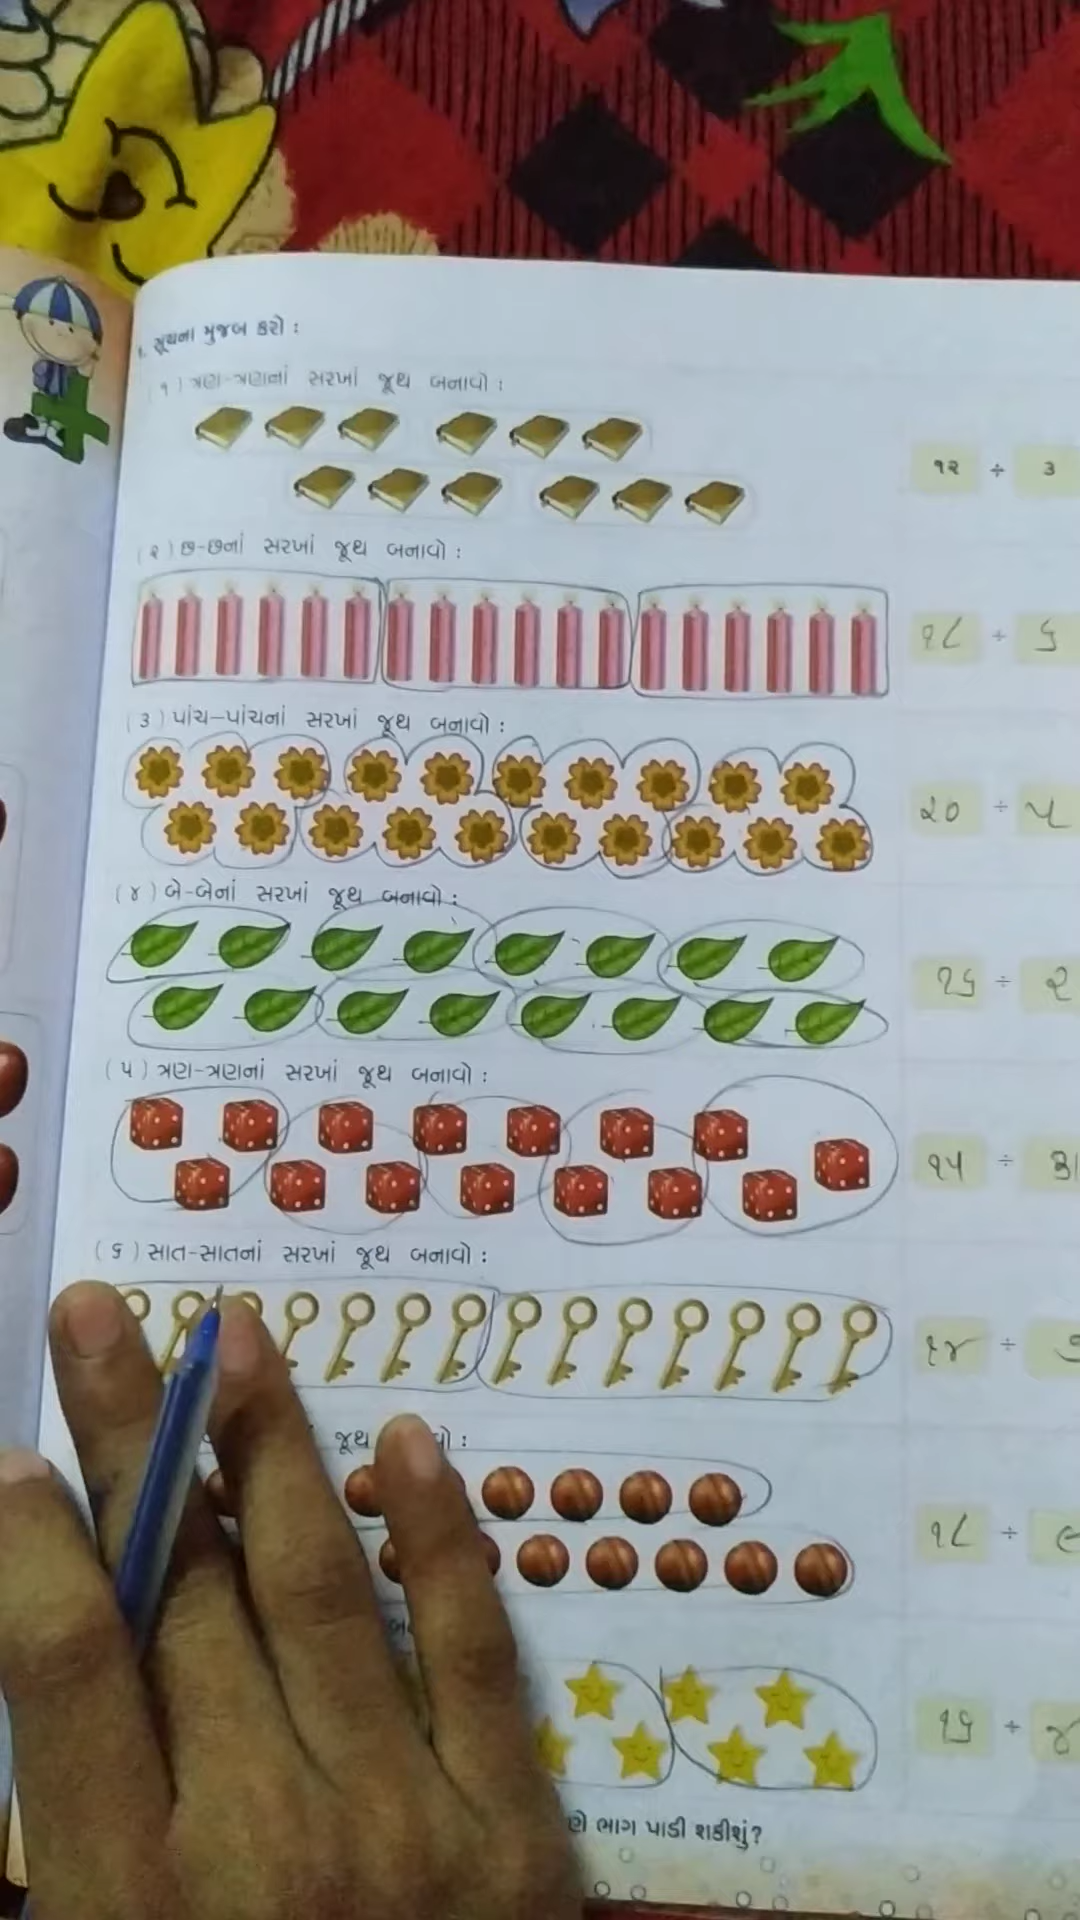 ૧. સૂચના મુજબ કરો :
(૧) ત્રણ-ત્રણનાં સરખાં જૂથ બનાવો :
૧૨ ÷ ૩
(૨) છ-છનાં સરખાં જૂથ બનાવો :
૧૮ ÷ ૬
(૩) પાંચ-પાંચનાં સરખાં જૂથ બનાવો :
૨૦ ÷ ૫
(૪) બે-બેનાં સરખાં જૂથ બનાવો :
૧૬ ÷ ૨
(૫) ત્રણ-ત્રણનાં સરખાં જૂથ બનાવો :
૧૫ ÷ ૩
(૬) સાત-સાતનાં સરખાં જૂથ બનાવો :
૧૪ ÷
જૂથ
૧૮ ÷
૧૬ ÷ ૪
ભાગ પાડી શકીશું?